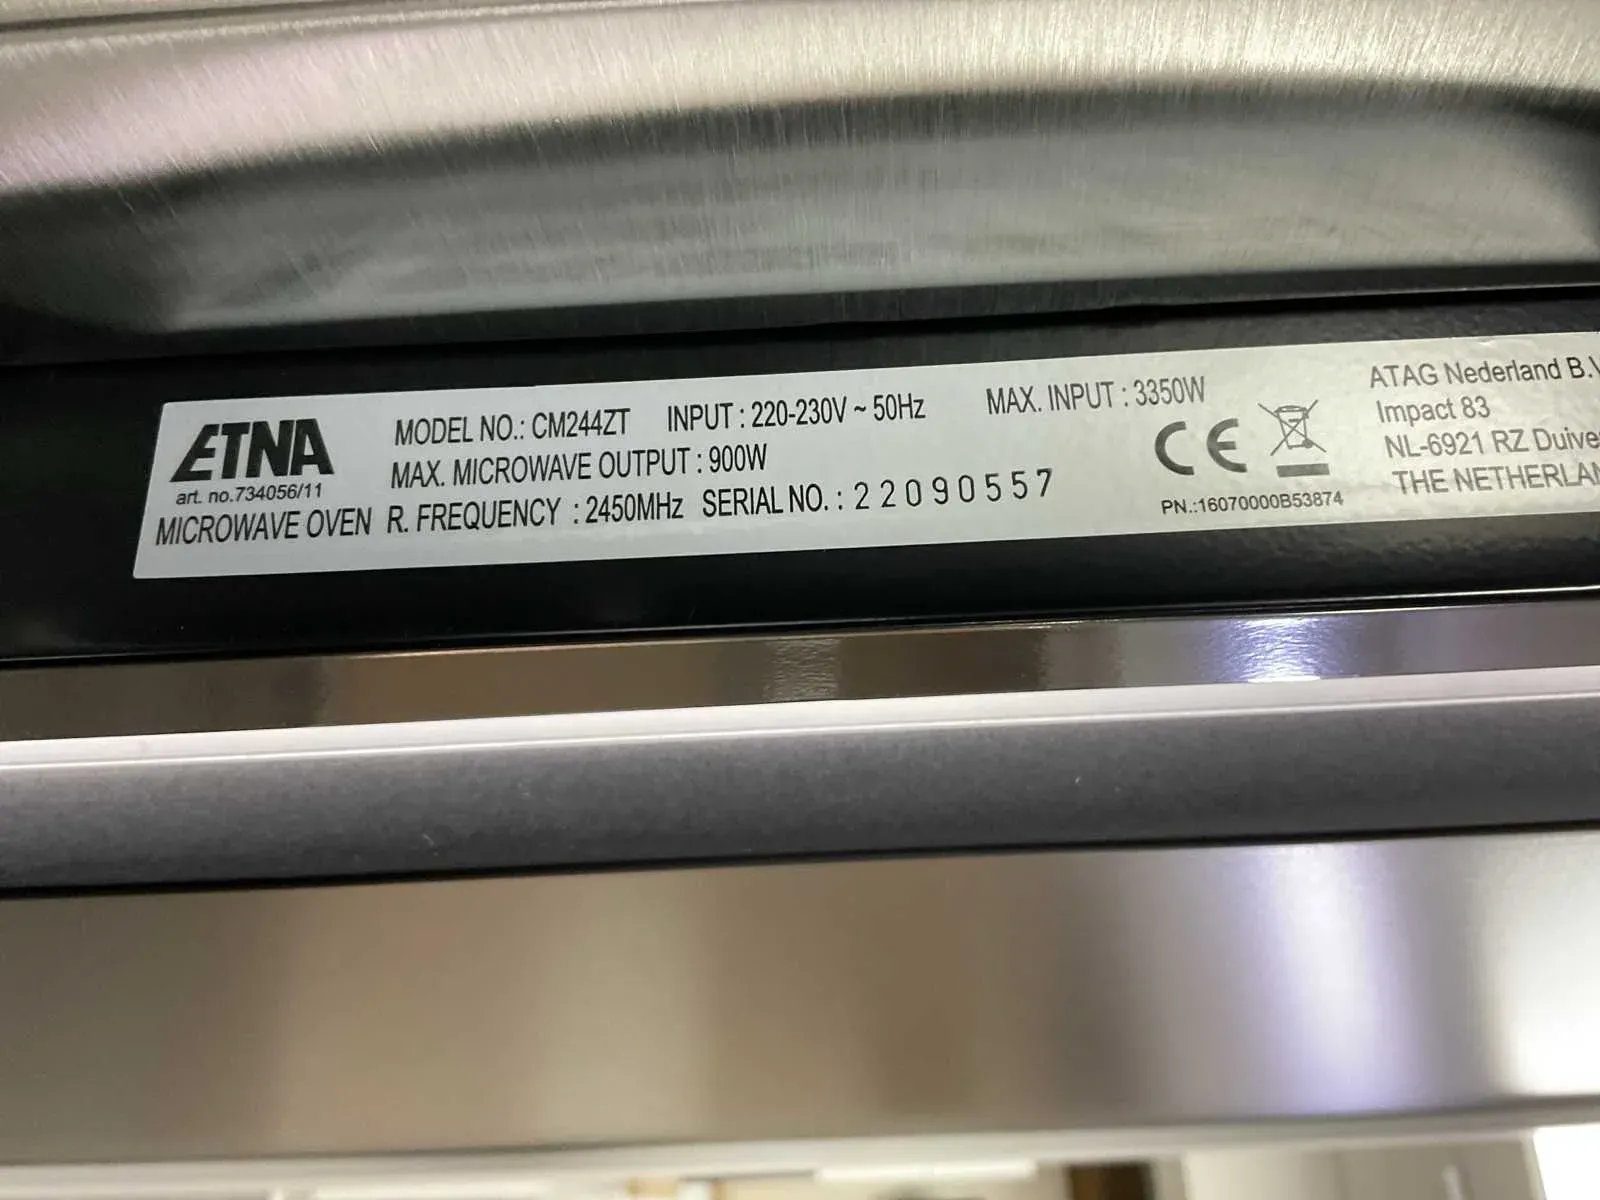 ETNA
art. no.734056/11
MODEL NO.: CM244ZT INPUT : 220-230V ~ 50Hz MAX. INPUT : 3350W
MAX. MICROWAVE OUTPUT : 900W
MICROWAVE OVEN R. FREQUENCY : 2450MHz SERIAL NO. : 22090557
CE
PN.:16070000B53874
ATAG Nederland B.V
Impact 83
NL-6921 RZ
THE